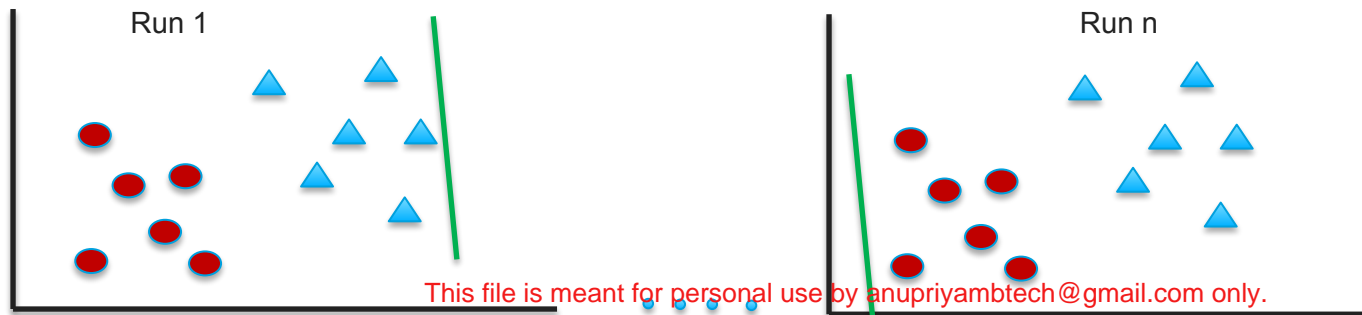 Run 1
Run n
This file is meant for personal use by anupriyambtech@gmail.com only.